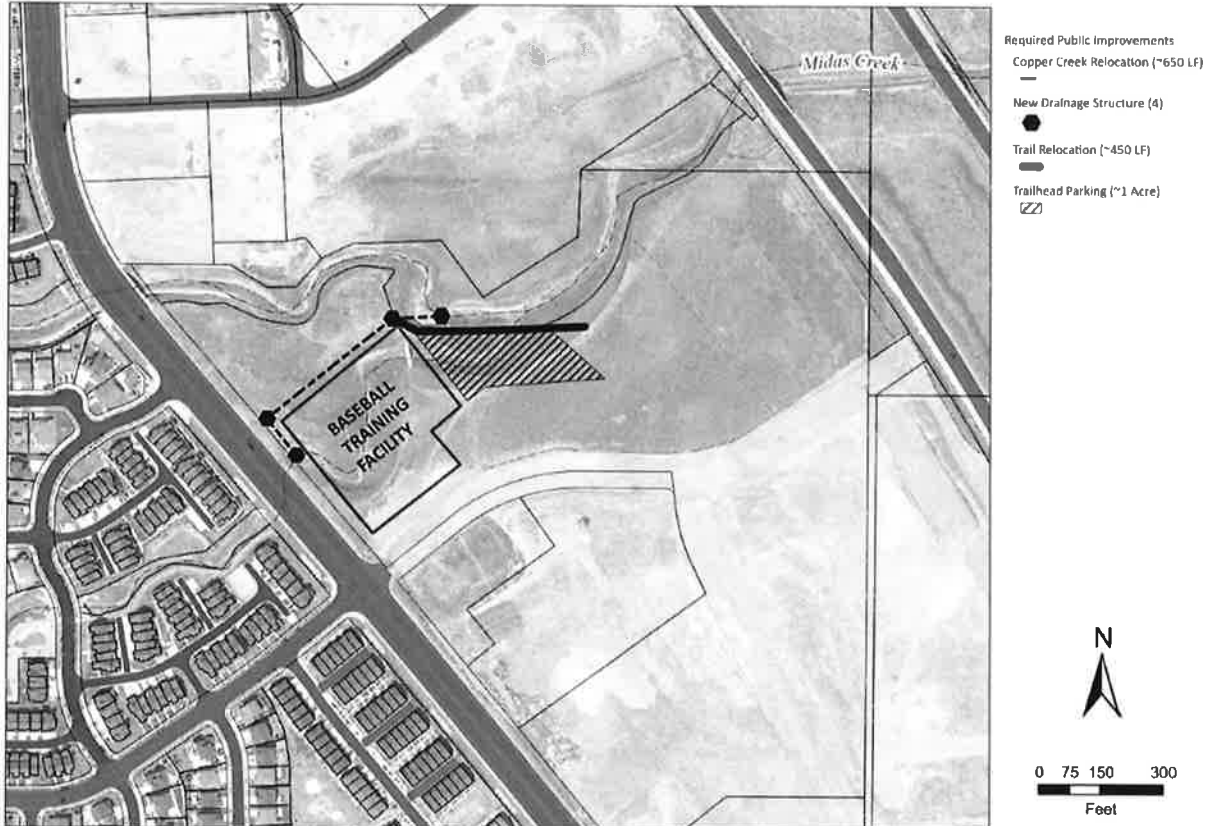 Midas Creek
BASEBALL
TRAINING
FACILITY
Required Public Improvements
Copper Creek Relocation (~650 LF)
New Drainage Structure (4)
Trail Relocation (~450 LF)
Trailhead Parking (~1 Acre)
N
0 75 150 300
Feet